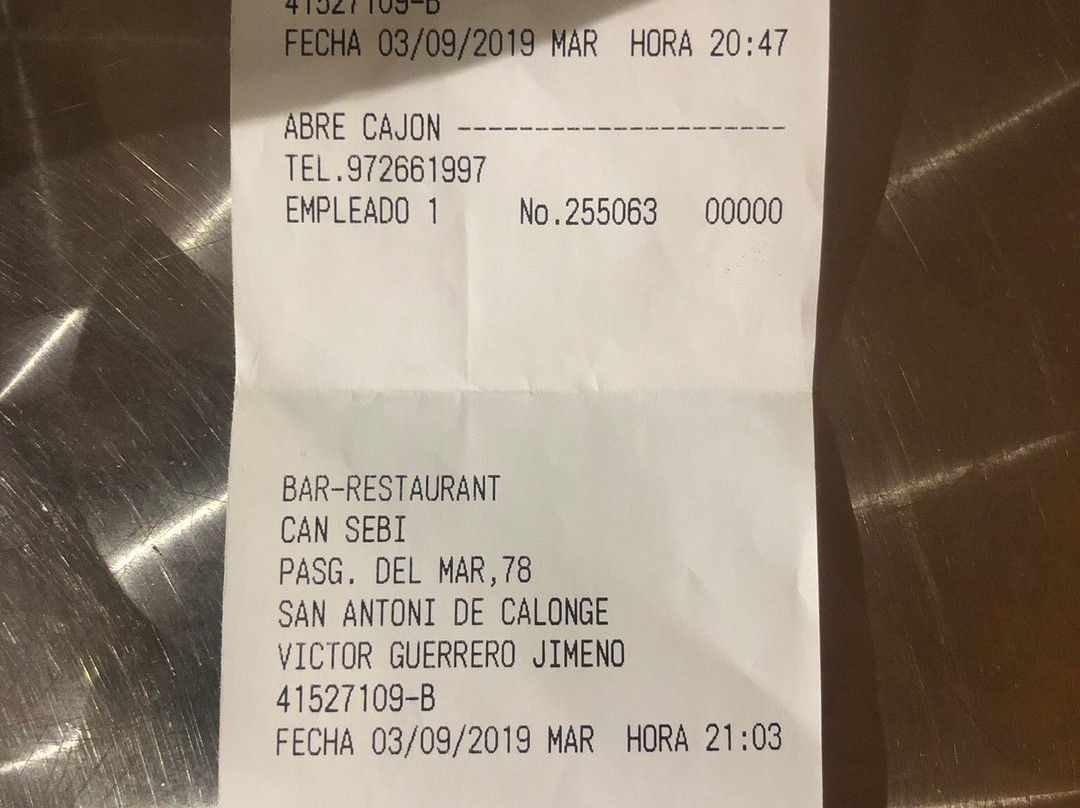 41527109-B
FECHA 03/09/2019 MAR HORA 20:47
ABRE CAJON ---------------------
TEL.972661997
EMPLEADO 1 No.255063 00000
BAR-RESTAURANT
CAN SEBI
PASG. DEL MAR,78
SAN ANTONI DE CALONGE
VICTOR GUERRERO JIMENO
41527109-B
FECHA 03/09/2019 MAR HORA 21:03